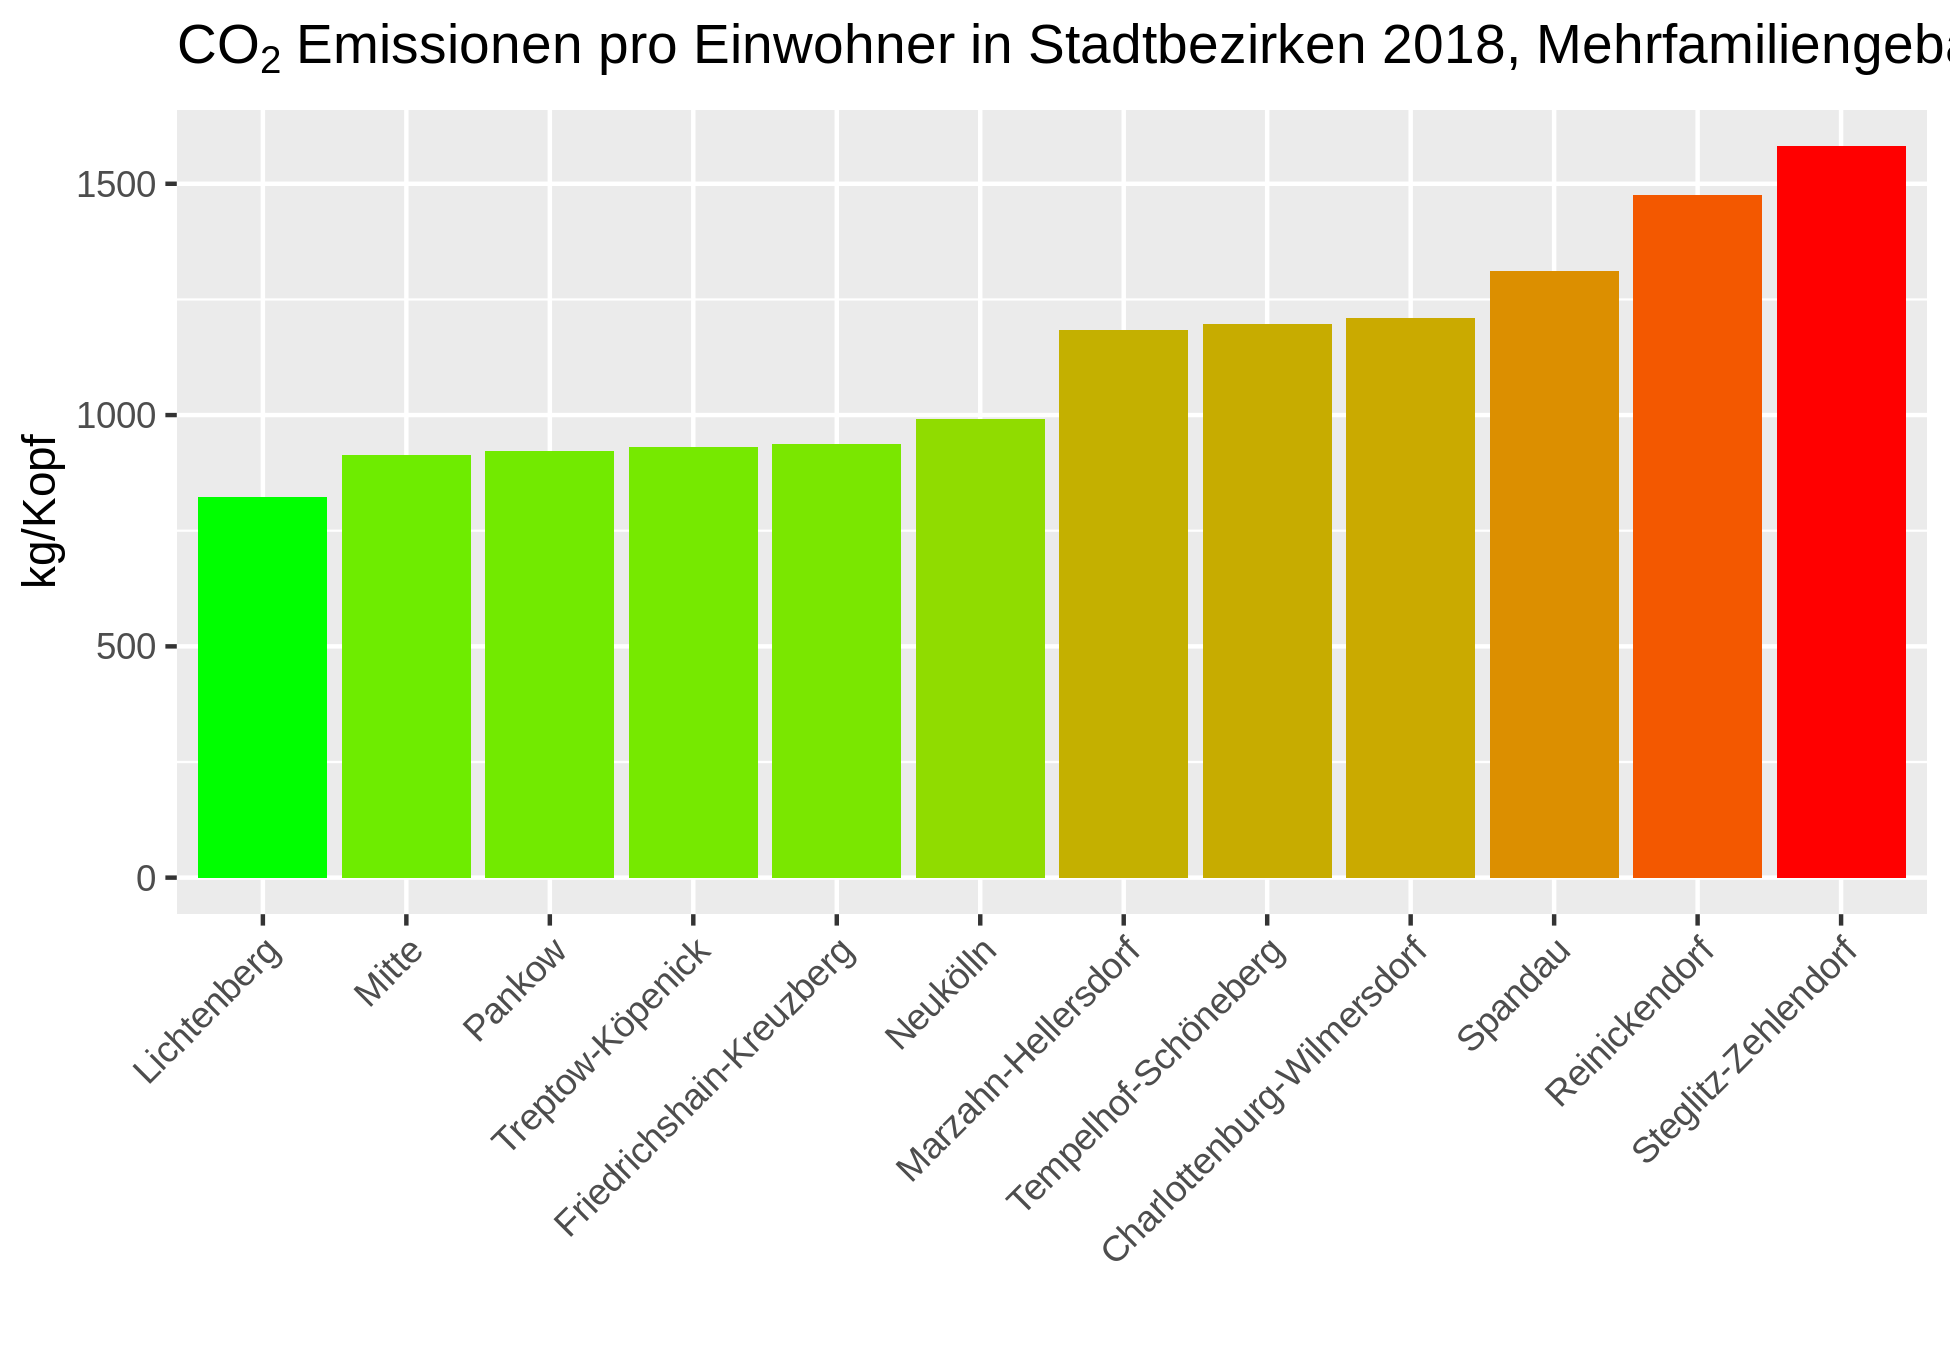 CO₂ Emissionen pro Einwohner in Stadtbezirken 2018,
kg/Kopf
1500
1000
500
0
Lichtenberg
Mitte
Pankow
Treptow-Köpenick
Friedrichshain-Kreuzberg
Neukölln
Marzahn-Hellersdorf
Tempelhof-Schöneberg
Charlottenburg-Wilmersdorf
Spandau
Reinickendorf
Steglitz-Zehlendorf